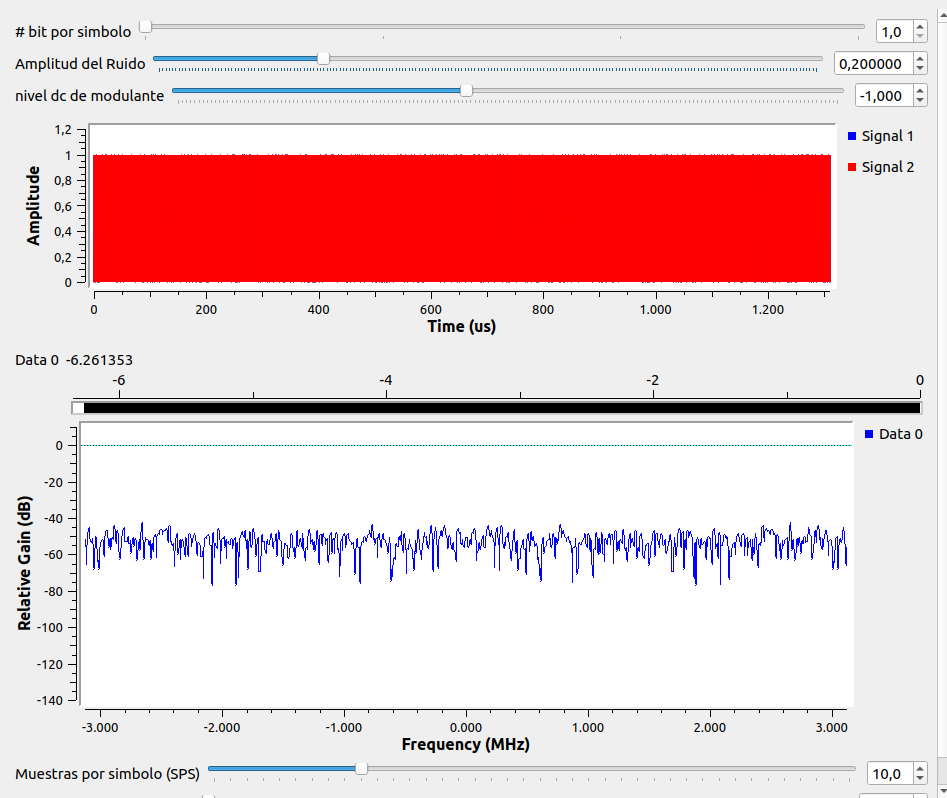 # bit por simbolo 1,0
Amplitud del Ruido 0,200000
nivel dc de modulante -1,000
1,2
1
0,8
0,6
0,4
0,2
0
Amplitude
Signal 1
Signal 2
0 200 400 600 800 1.000 1.200
Time (us)
Data 0 -6.261353
-6 -4 -2 0
0
-20
-40
-60
-80
-100
-120
-140
Relative Gain (dB)
Data 0
-3.000 -2.000 -1.000 0.000 1.000 2.000 3.000
Frequency (MHz)
Muestras por simbolo (SPS) 10,0